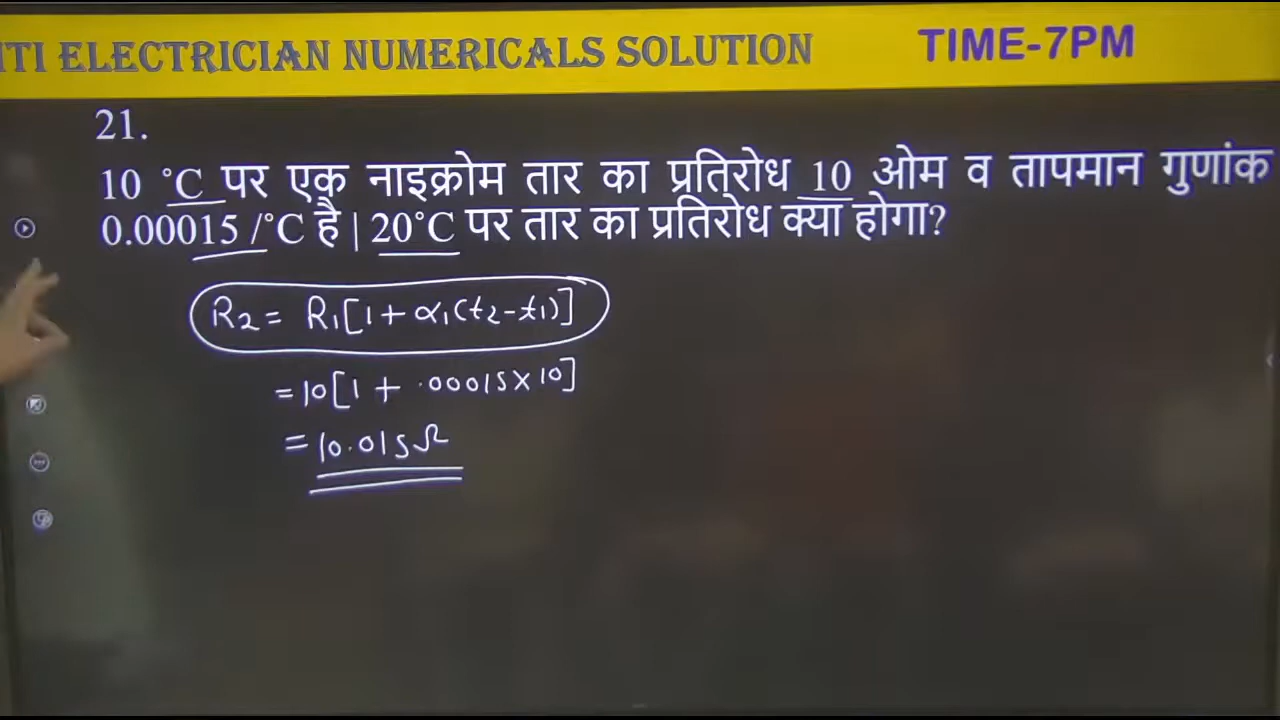 ITI ELECTRICIAN NUMERICALS SOLUTION TIME-7PM
21.
10 °C पर एक नाइक्रोम तार का प्रतिरोध 10 ओम व तापमान गुणांक
0.00015 /°C है | 20°C पर तार का प्रतिरोध क्या होगा?
R2 = R1[1 + α1(t2-t1)]
= 10[1 + .00015×10]
= 10.015Ω